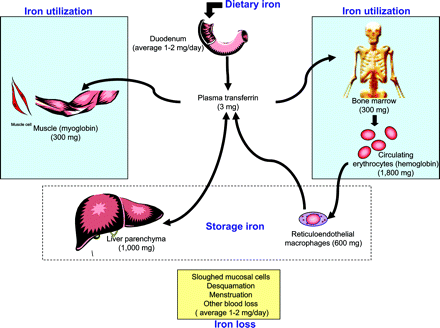 Dietary iron
Iron utilization
Iron utilization
Duodenum
(average 1-2 mg/day)
Muscle cell
Muscle (myoglobin)
(300 mg)
Plasma transferrin
(3 mg)
Bone marrow
(300 mg)
Circulating
erythrocytes (hemoglobin)
(1,800 mg)
Storage iron
Liver parenchyma
(1,000 mg)
Reticuloendothelial
macrophages (600 mg)
Sloughed mucosal cells
Desquamation
Menstruation
Other blood loss
( average 1-2 mg/day)
Iron loss